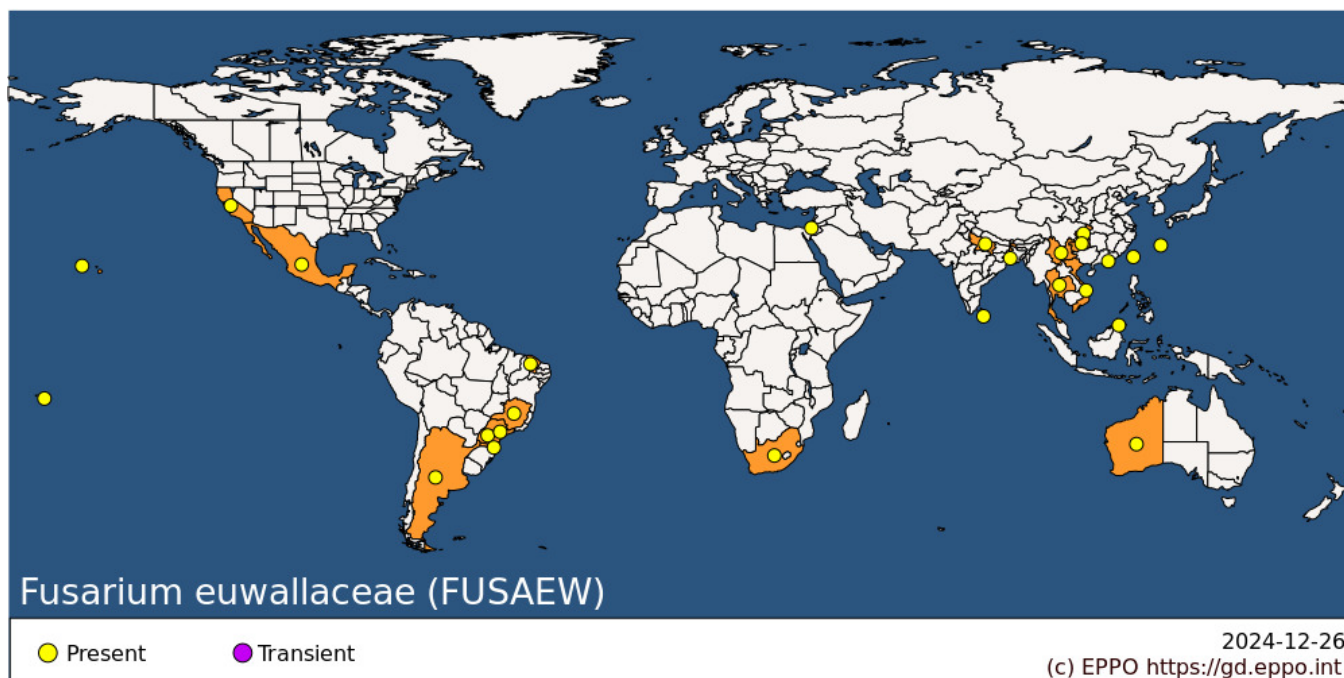 Fusarium euwallaceae (FUSAEW)
Present
Transient
2024-12-26
(c) EPPO https://gd.eppo.int